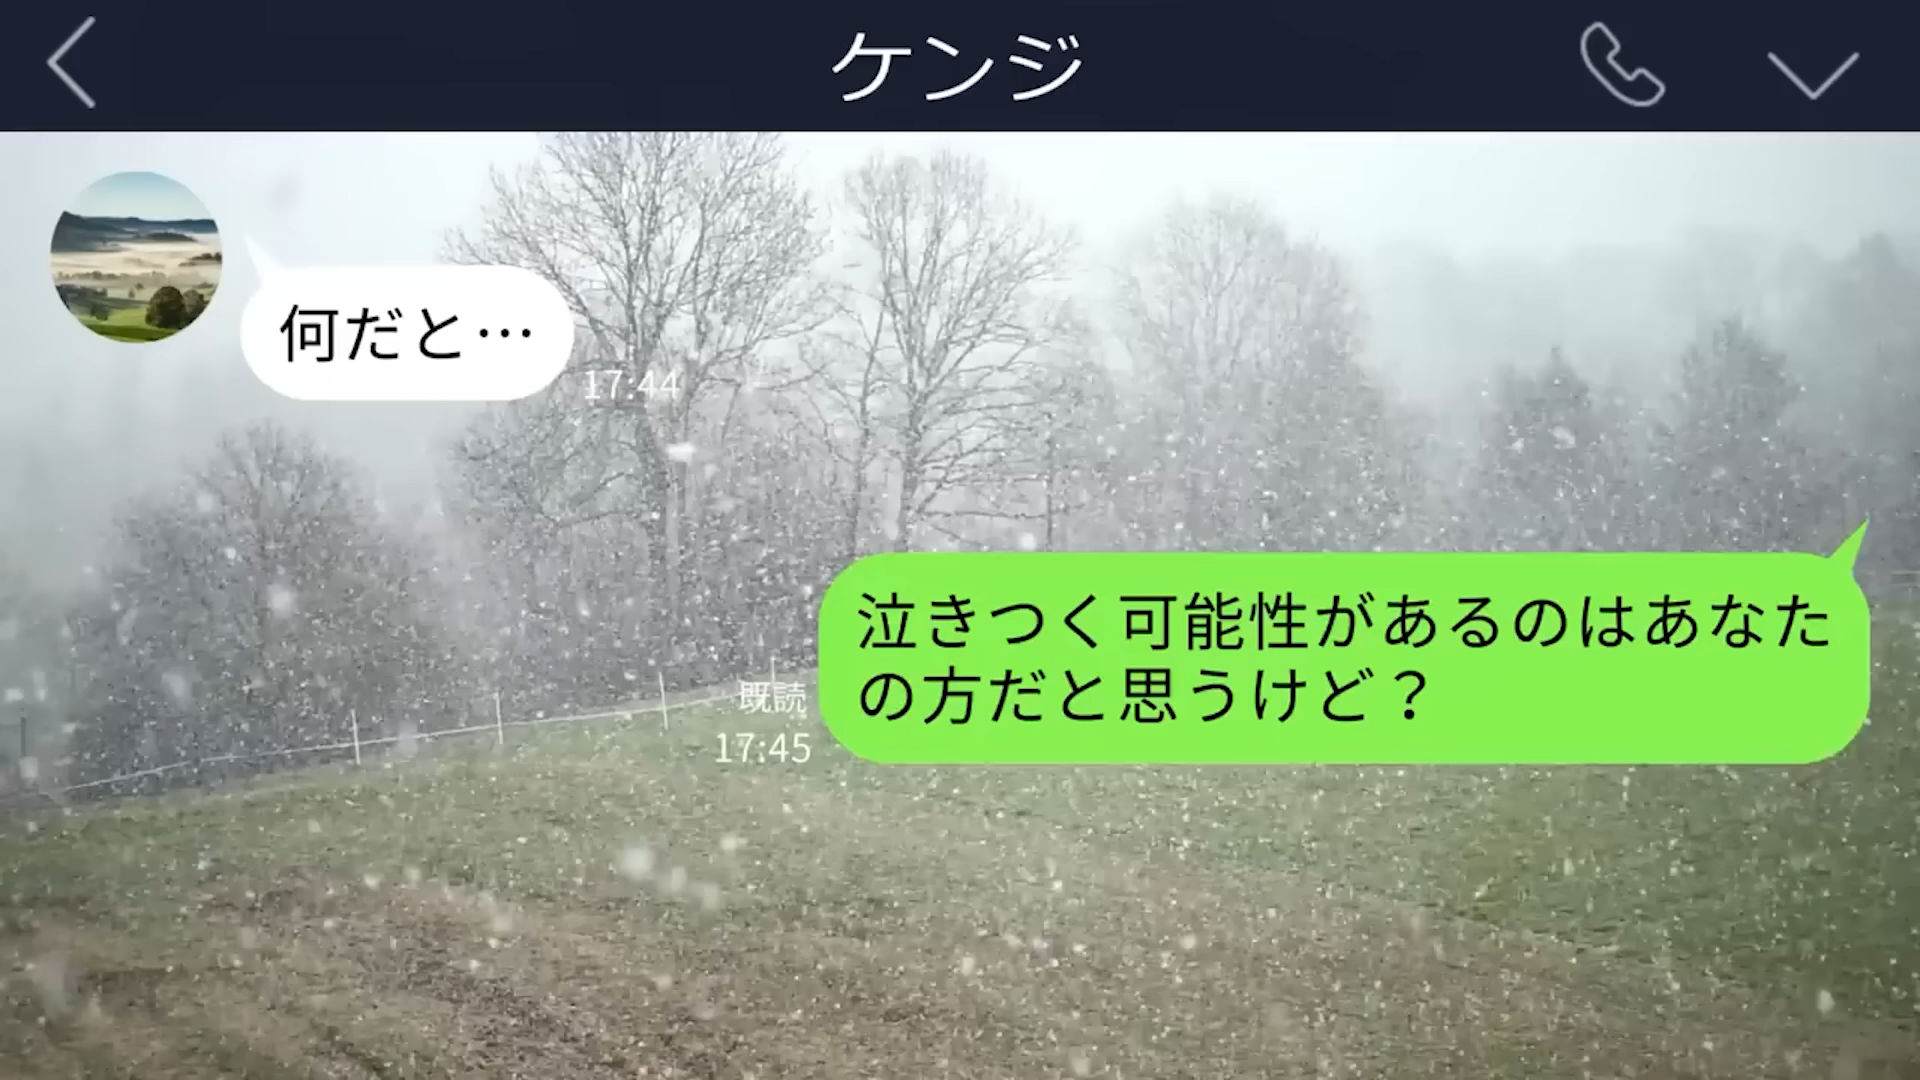 ケンジ
何だと…
17:44
泣きつく可能性があるのはあなた
の方だと思うけど？
既読
17:45